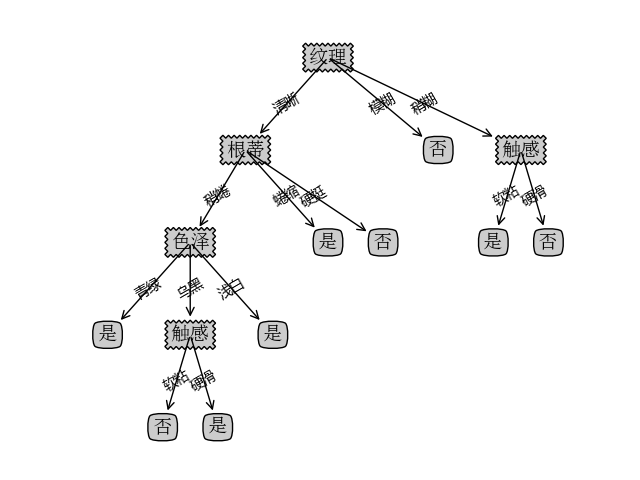 纹理
清晰
模糊
稍糊
根蒂
否
触感
稍蜷
蜷缩
硬挺
软粘
硬滑
色泽
是
否
是
否
青绿
乌黑
浅白
是
触感
是
软粘
硬滑
否
是